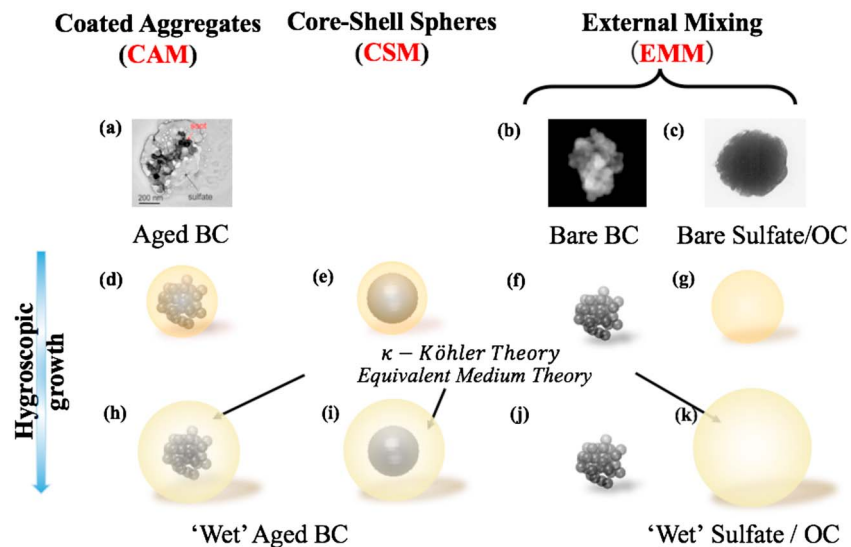 Coated Aggregates
(CAM)
Core-Shell Spheres
(CSM)
External Mixing
(EMM)
(a)
soot
sulfate
200 nm
(b)
(c)
Aged BC
Bare BC
Bare Sulfate/OC
Hygroscopic
growth
(d)
(e)
(f)
(g)
κ − Köhler Theory
Equivalent Medium Theory
(h)
(i)
(j)
(k)
‘Wet’ Aged BC
‘Wet’ Sulfate / OC